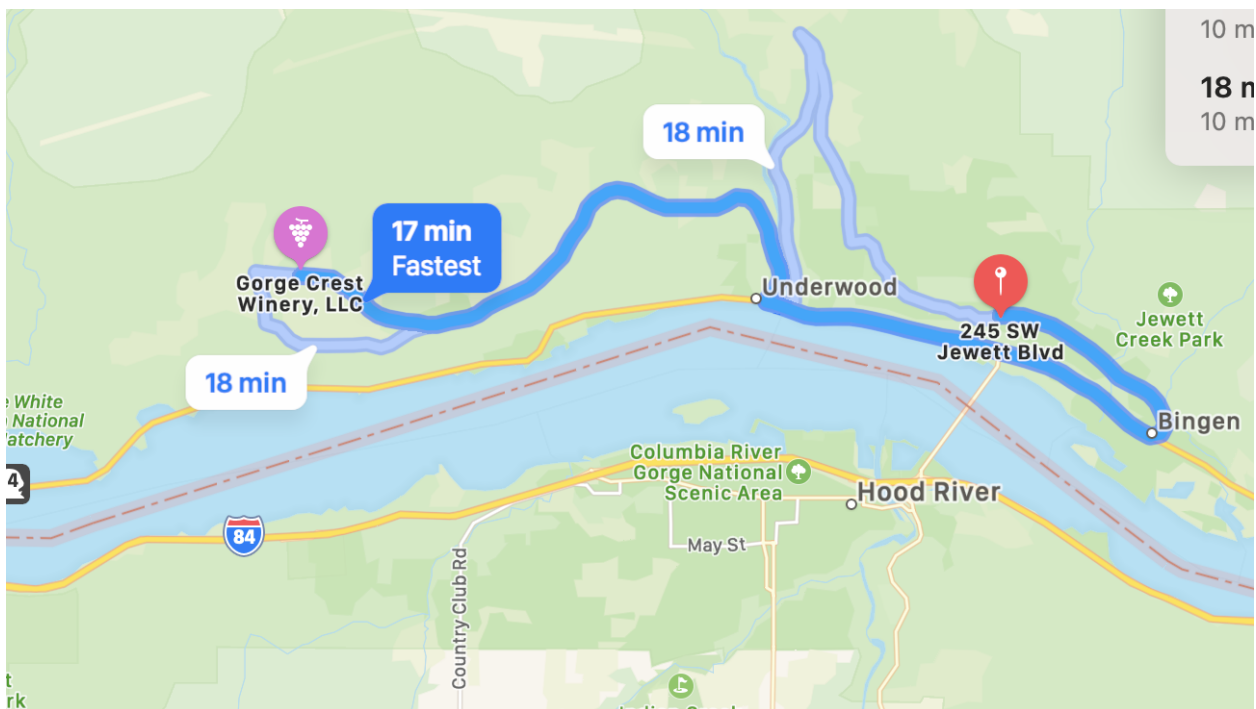 10 m
18 m
10 m
18 min
17 min
Fastest
Gorge Crest
Winery, LLC
Underwood
245 SW
Jewett Blvd
Jewett
Creek Park
18 min
White
National
Bingen
Columbia River
Gorge National
Scenic Area
Hood River
4
84
May St
Country Club Rd